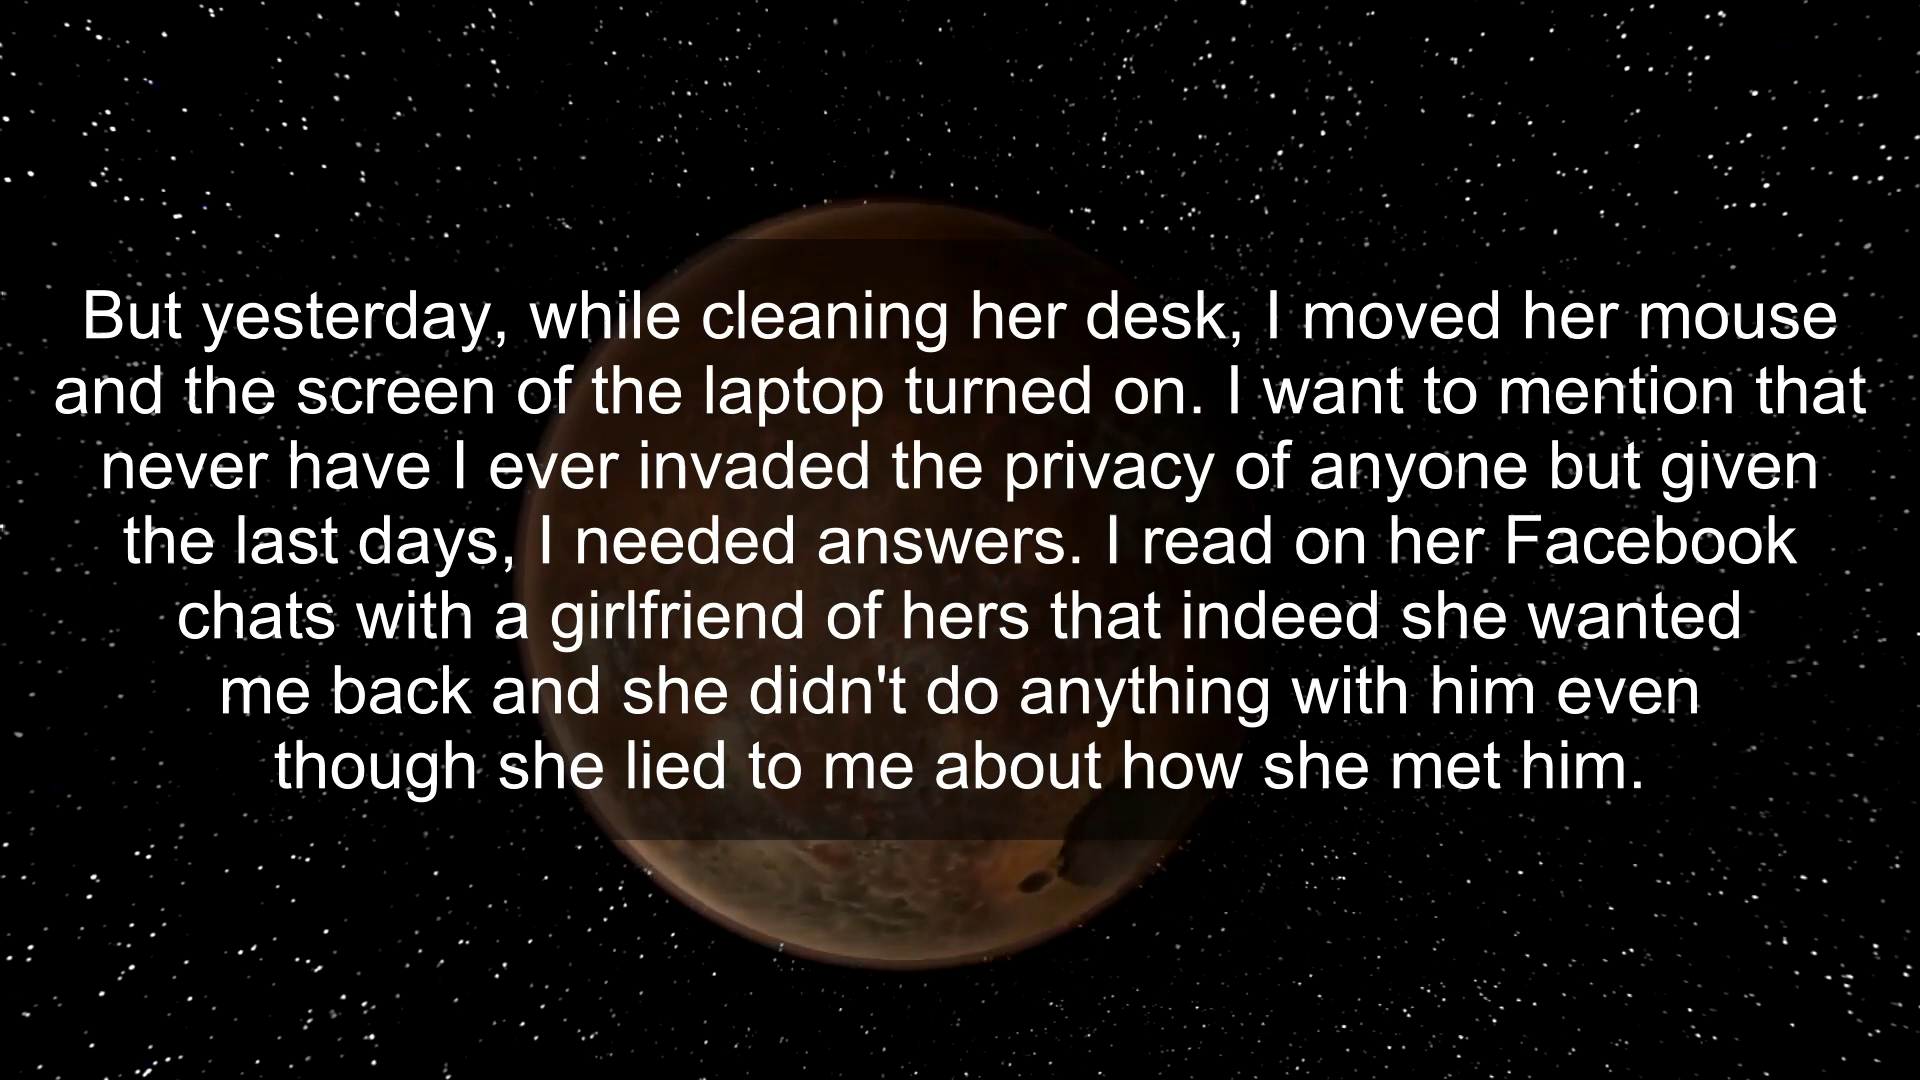 But yesterday, while cleaning her desk, I moved her mouse
and the screen of the laptop turned on. I want to mention that
never have I ever invaded the privacy of anyone but given
the last days, I needed answers. I read on her Facebook
chats with a girlfriend of hers that indeed she wanted
me back and she didn't do anything with him even
though she lied to me about how she met him.